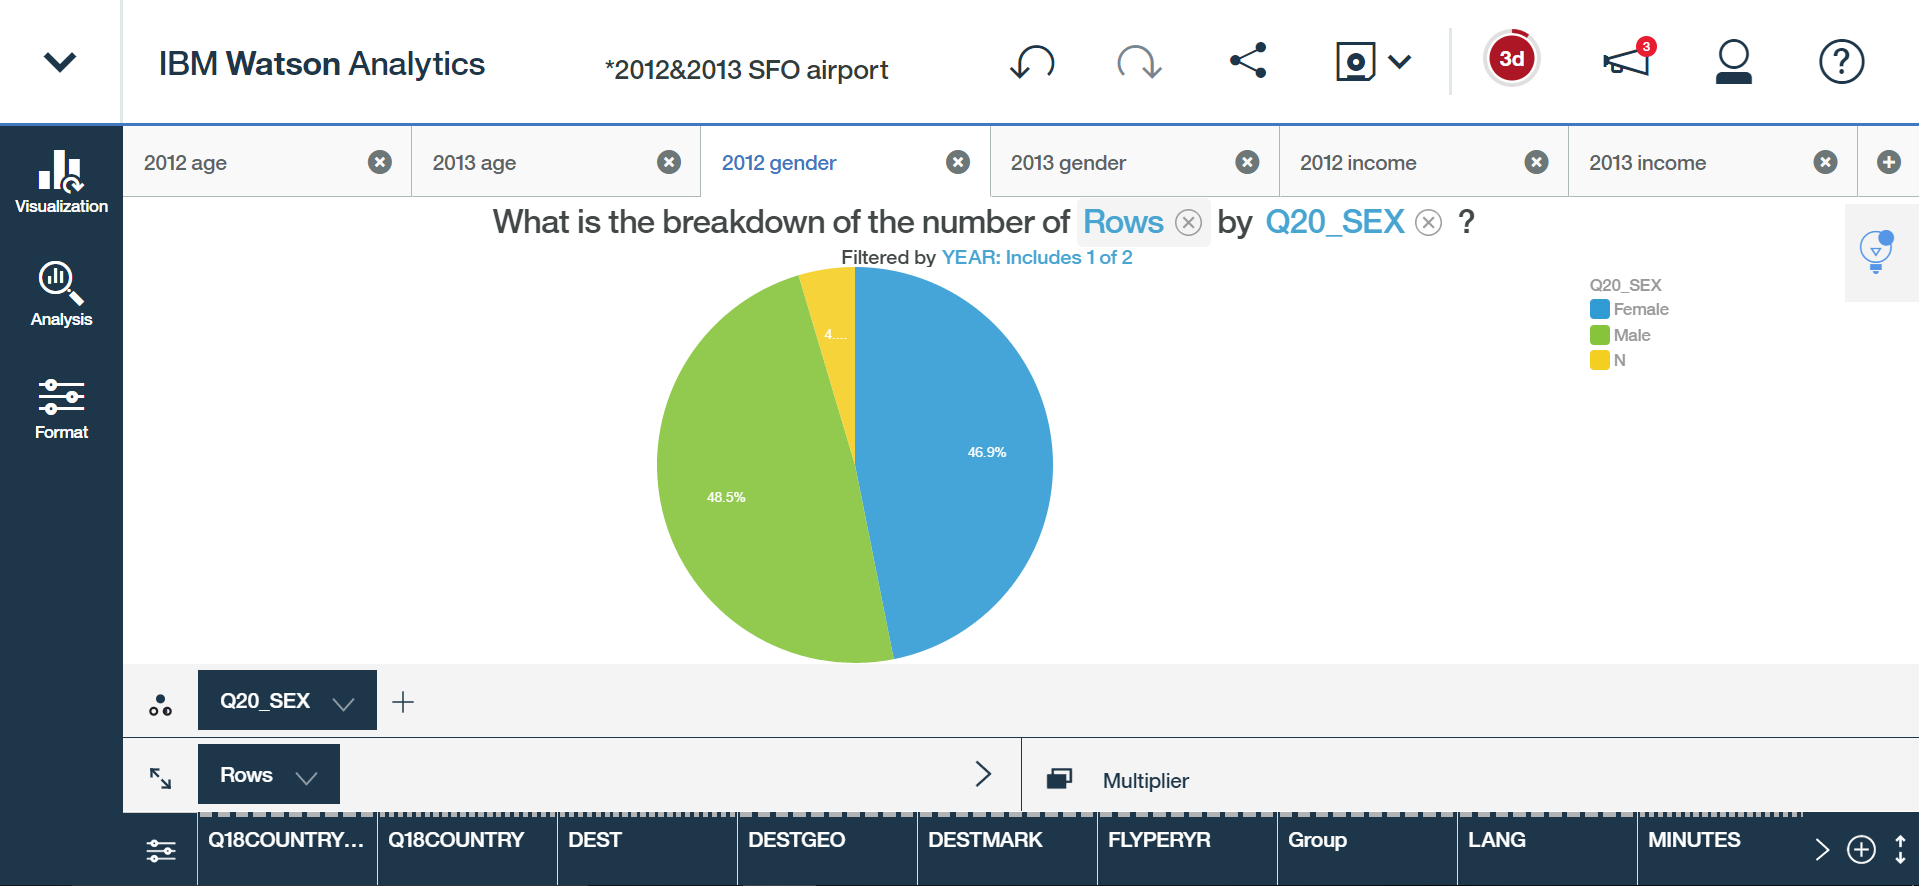 IBM Watson Analytics
*2012&2013 SFO airport
3d
3
?
Visualization
Analysis
Format
2012 age
2013 age
2012 gender
2013 gender
2012 income
2013 income
What is the breakdown of the number of Rows by Q20_SEX ?
Filtered by YEAR: Includes 1 of 2
Q20_SEX
Female
Male
N
4....
46.9%
48.5%
Q20_SEX
Rows
Multiplier
Q18COUNTRY...
Q18COUNTRY
DEST
DESTGEO
DESTMARK
FLYPERYR
Group
LANG
MINUTES